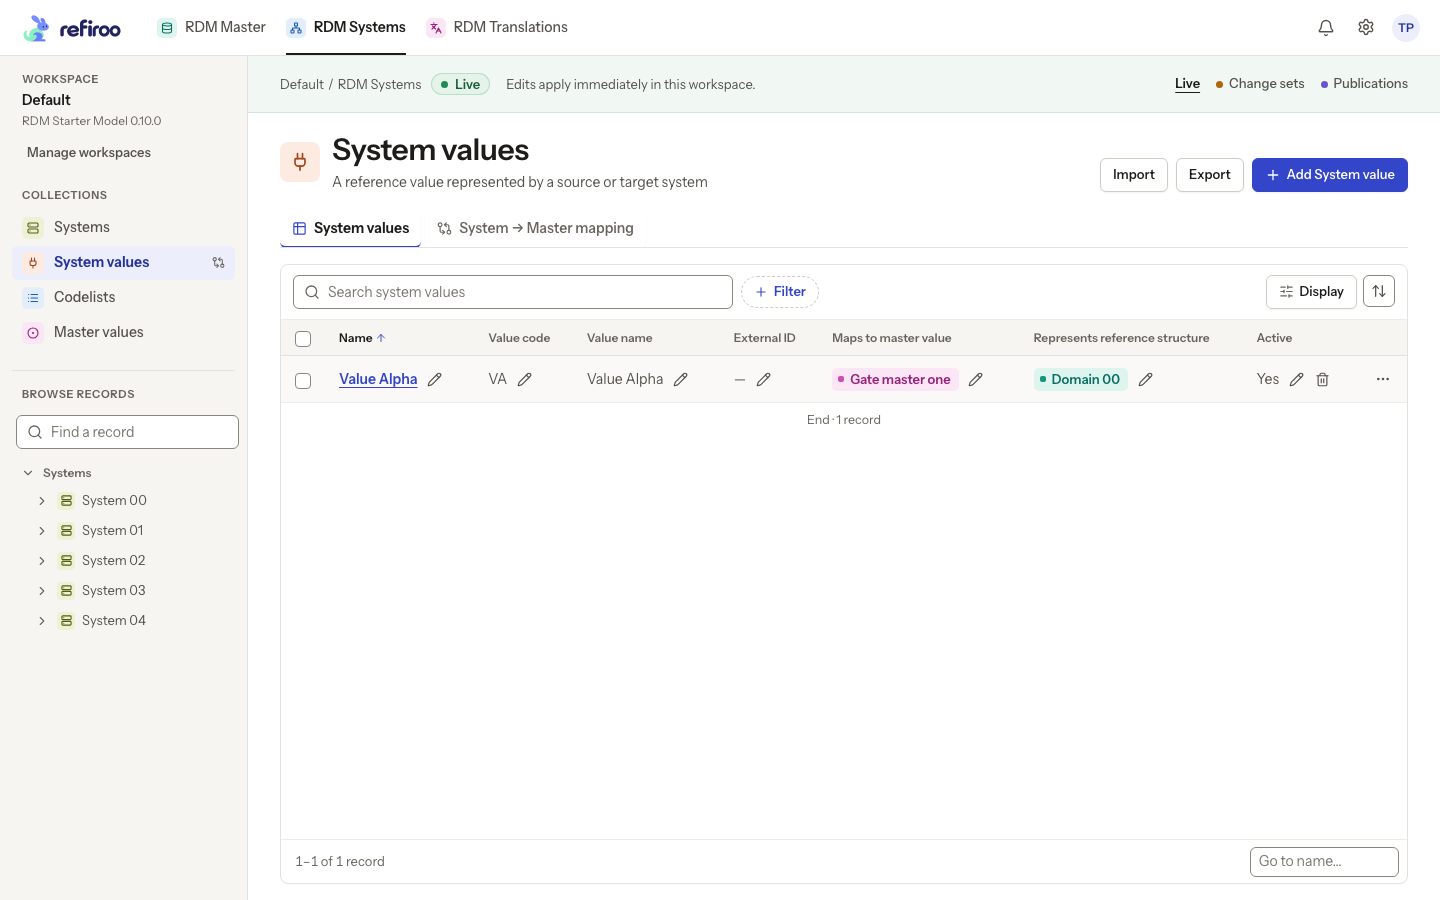 refiroo
RDM Master
RDM Systems
RDM Translations
TP
WORKSPACE
Default
RDM Starter Model 0.10.0
Manage workspaces
COLLECTIONS
Systems
System values
Codelists
Master values
BROWSE RECORDS
Find a record
Systems
System 00
System 01
System 02
System 03
System 04
Default / RDM Systems
Live
Edits apply immediately in this workspace.
Live
Change sets
Publications
System values
A reference value represented by a source or target system
Import
Export
Add System value
System values
System → Master mapping
Search system values
Filter
Display
Name ↑ Value code Value name External ID Maps to master value Represents reference structure Active
Value Alpha VA Value Alpha — Gate master one Domain 00 Yes
End · 1 record
1–1 of 1 record
Go to name...